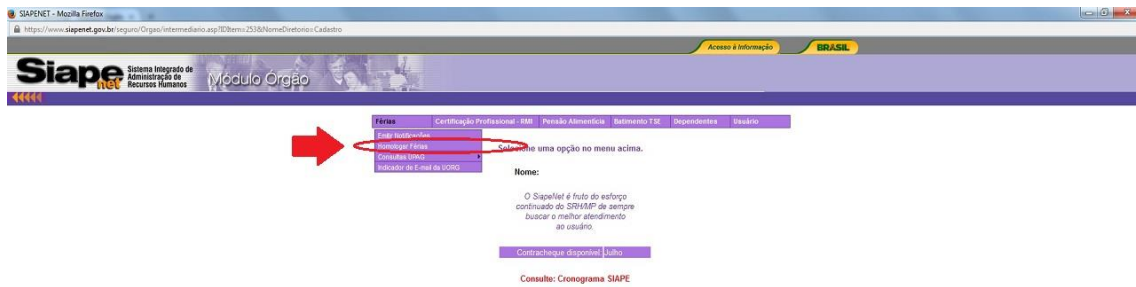 SIAPENET - Mozilla Firefox
https://www.siapenet.gov.br/seguro/Orgao/intermediario.asp?IDItem=253&NomeDiretorio=Cadastro
Acesso à Informação BRASIL
Siape net Sistema Integrado de Administração de Recursos Humanos Módulo Órgão
Férias Certificação Profissional - RMI Pensão Alimentícia Batimento TSE Dependentes Usuário
Emitir Notificações
Homologar Férias
Consultas UPAG
Indicador de E-mail da UORG
Selecione uma opção no menu acima.
Nome:
O SiapeNet é fruto do esforço
continuado do SRH/MP de sempre
buscar o melhor atendimento
ao usuário.
Contracheque disponível: Julho
Consulte: Cronograma SIAPE